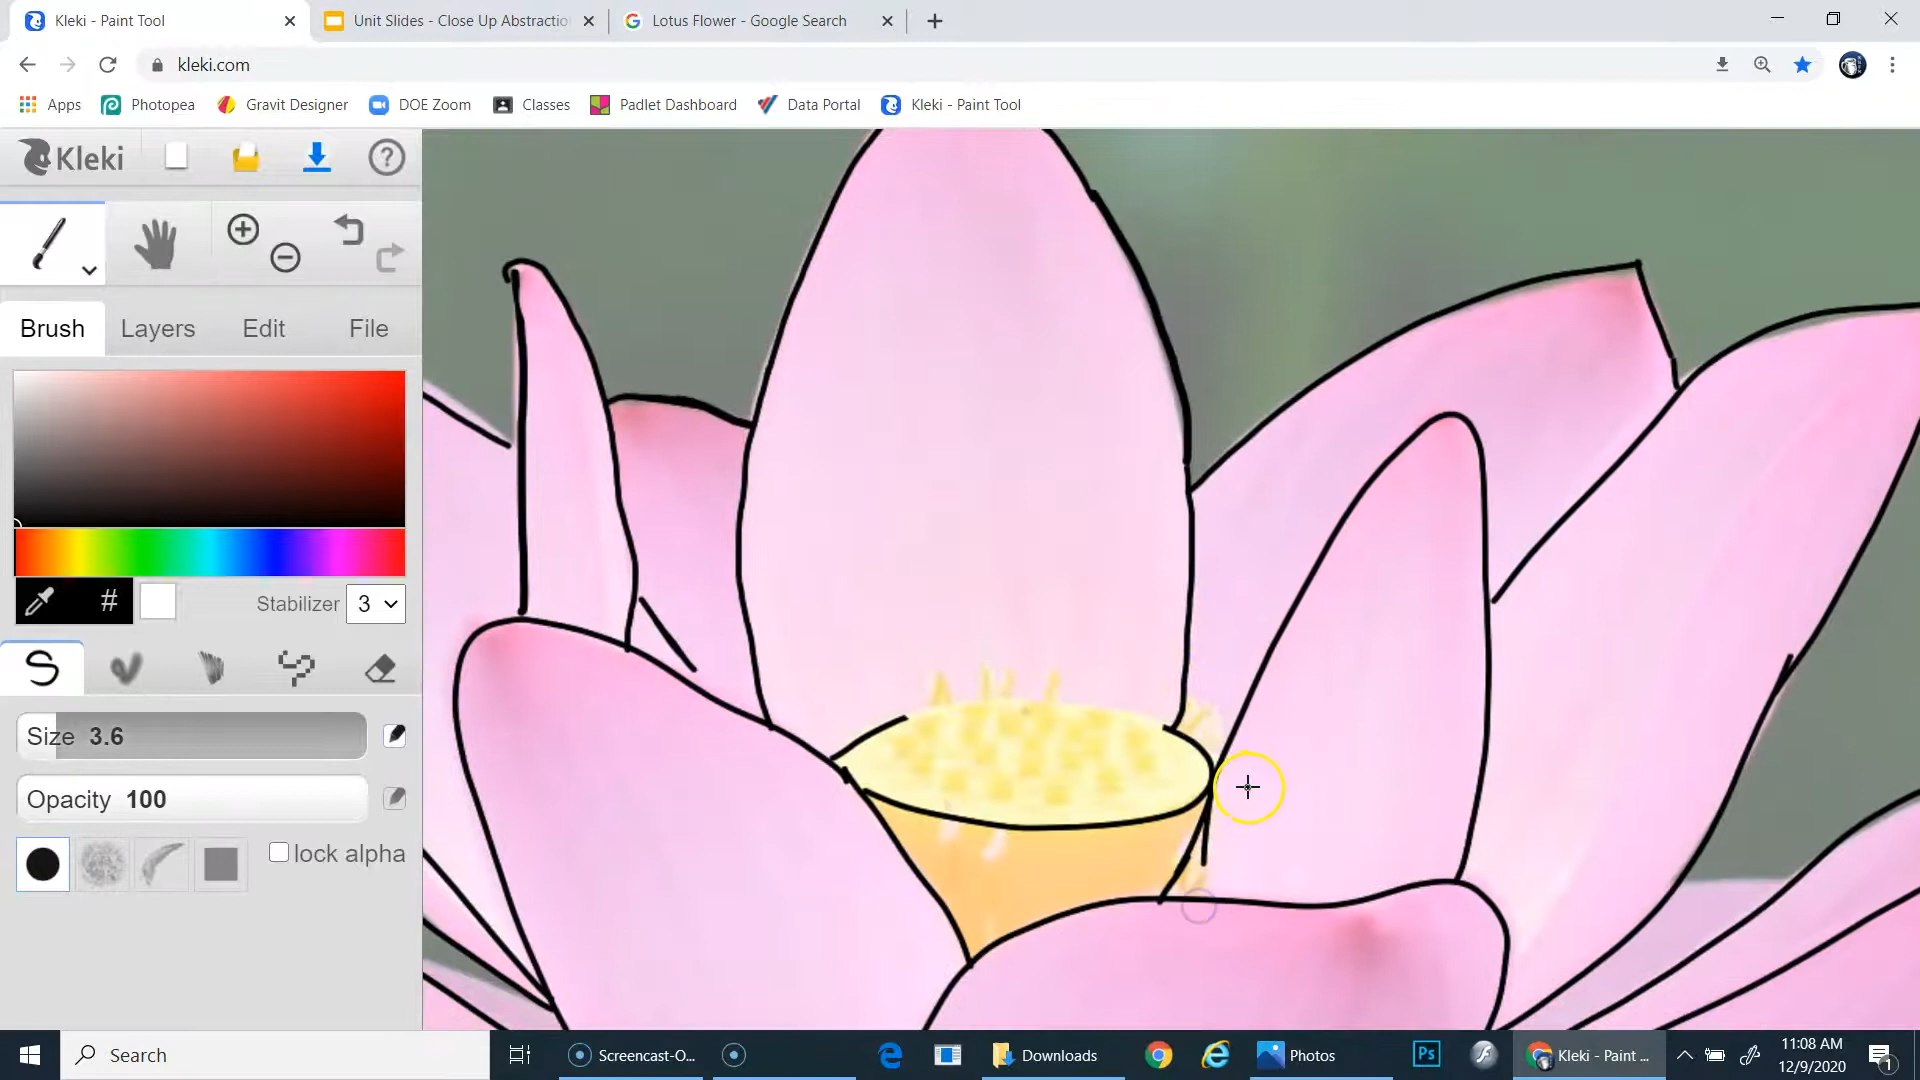 Kleki - Paint Tool
Unit Slides - Close Up Abstractio
Lotus Flower - Google Search
kleki.com
Apps
Photopea
Gravit Designer
DOE Zoom
Classes
Padlet Dashboard
Data Portal
Kleki - Paint Tool
Kleki
Brush
Layers
Edit
File
#
Stabilizer 3
Size 3.6
Opacity 100
lock alpha
Search
Screencast-O...
Downloads
Photos
Ps
Kleki - Paint ...
11:08 AM
12/9/2020
1